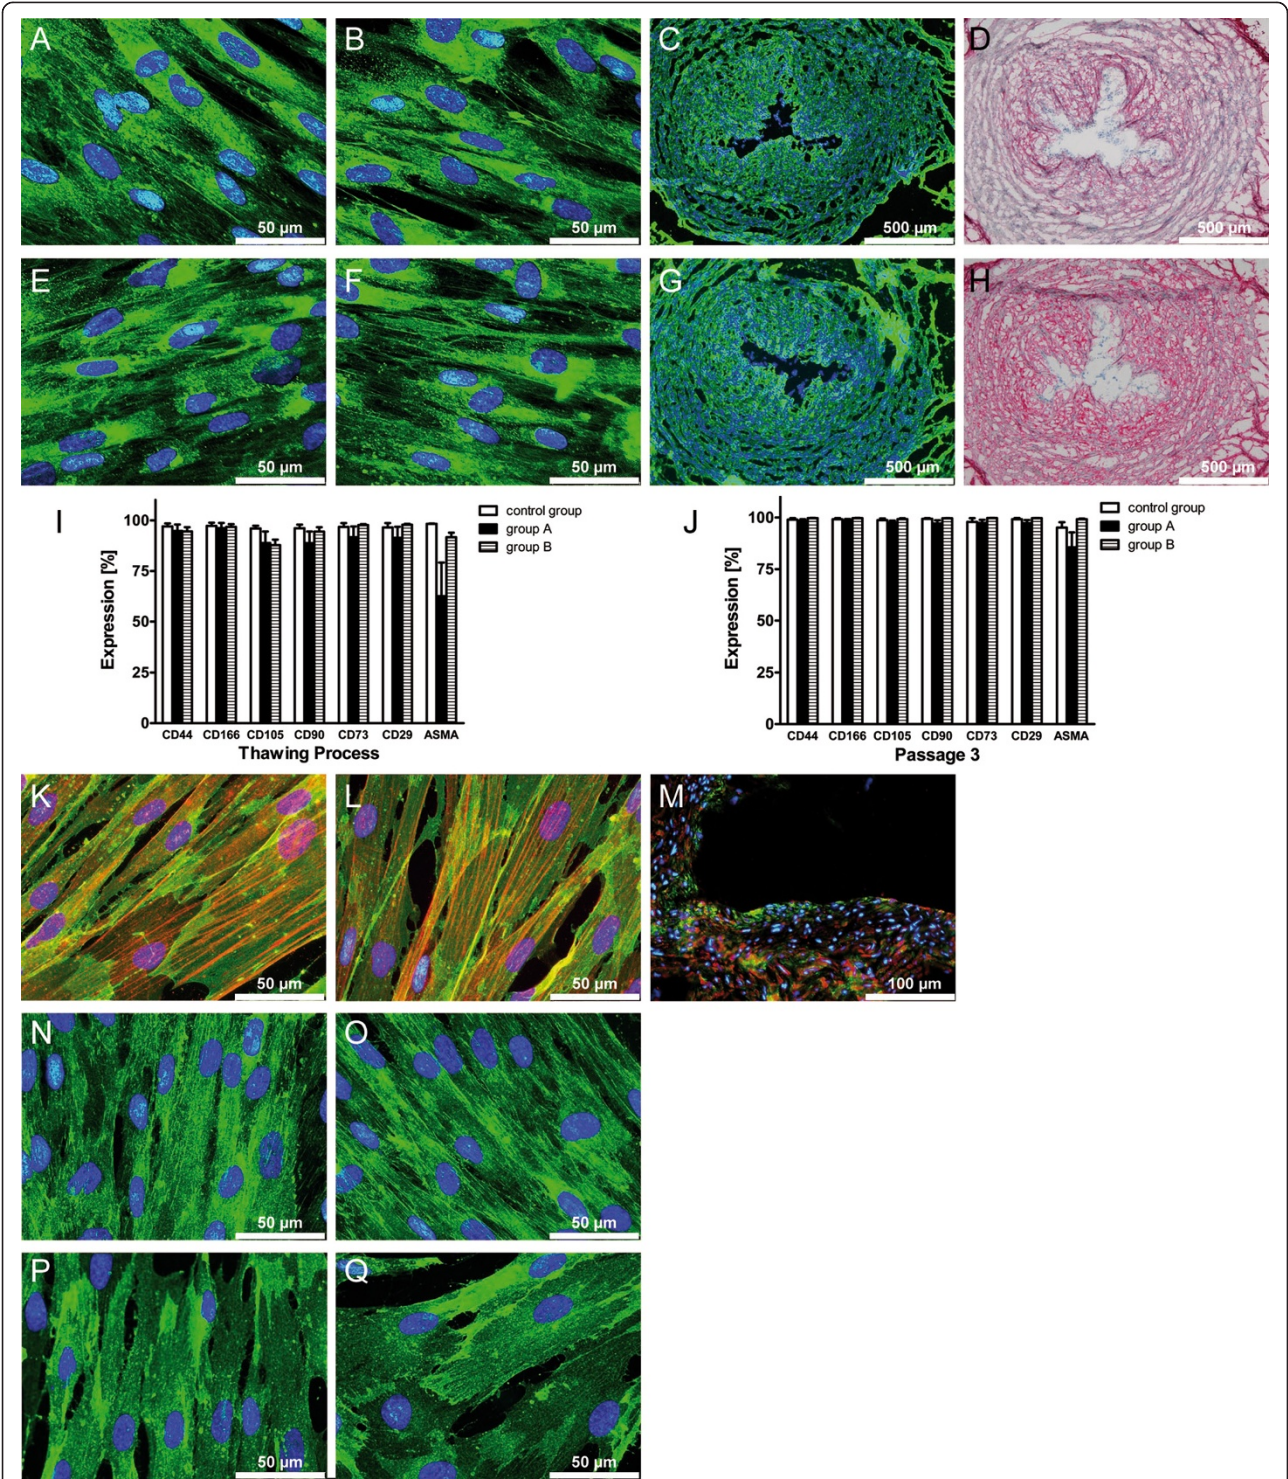 A B C D
50 µm 50 µm 500 µm 500 µm
E F G H
50 µm 50 µm 500 µm 500 µm
I
100
75
50
25
0
Expression [%]
control group
group A
group B
CD44 CD166 CD105 CD90 CD73 CD29 ASMA
Thawing Process
J
100
75
50
25
0
Expression [%]
control group
group A
group B
CD44 CD166 CD105 CD90 CD73 CD29 ASMA
Passage 3
K L M
50 µm 50 µm 100 µm
N O
50 µm 50 µm
P Q
50 µm 50 µm